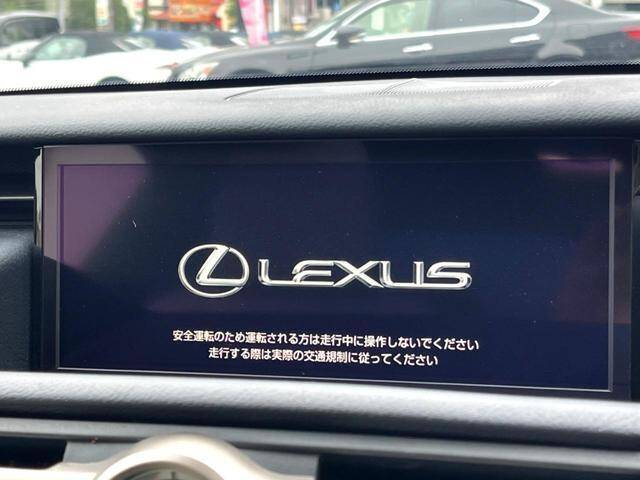 LEXUS
安全運転のため運転される方は走行中に操作しないでください
走行する際は実際の交通規制に従ってください